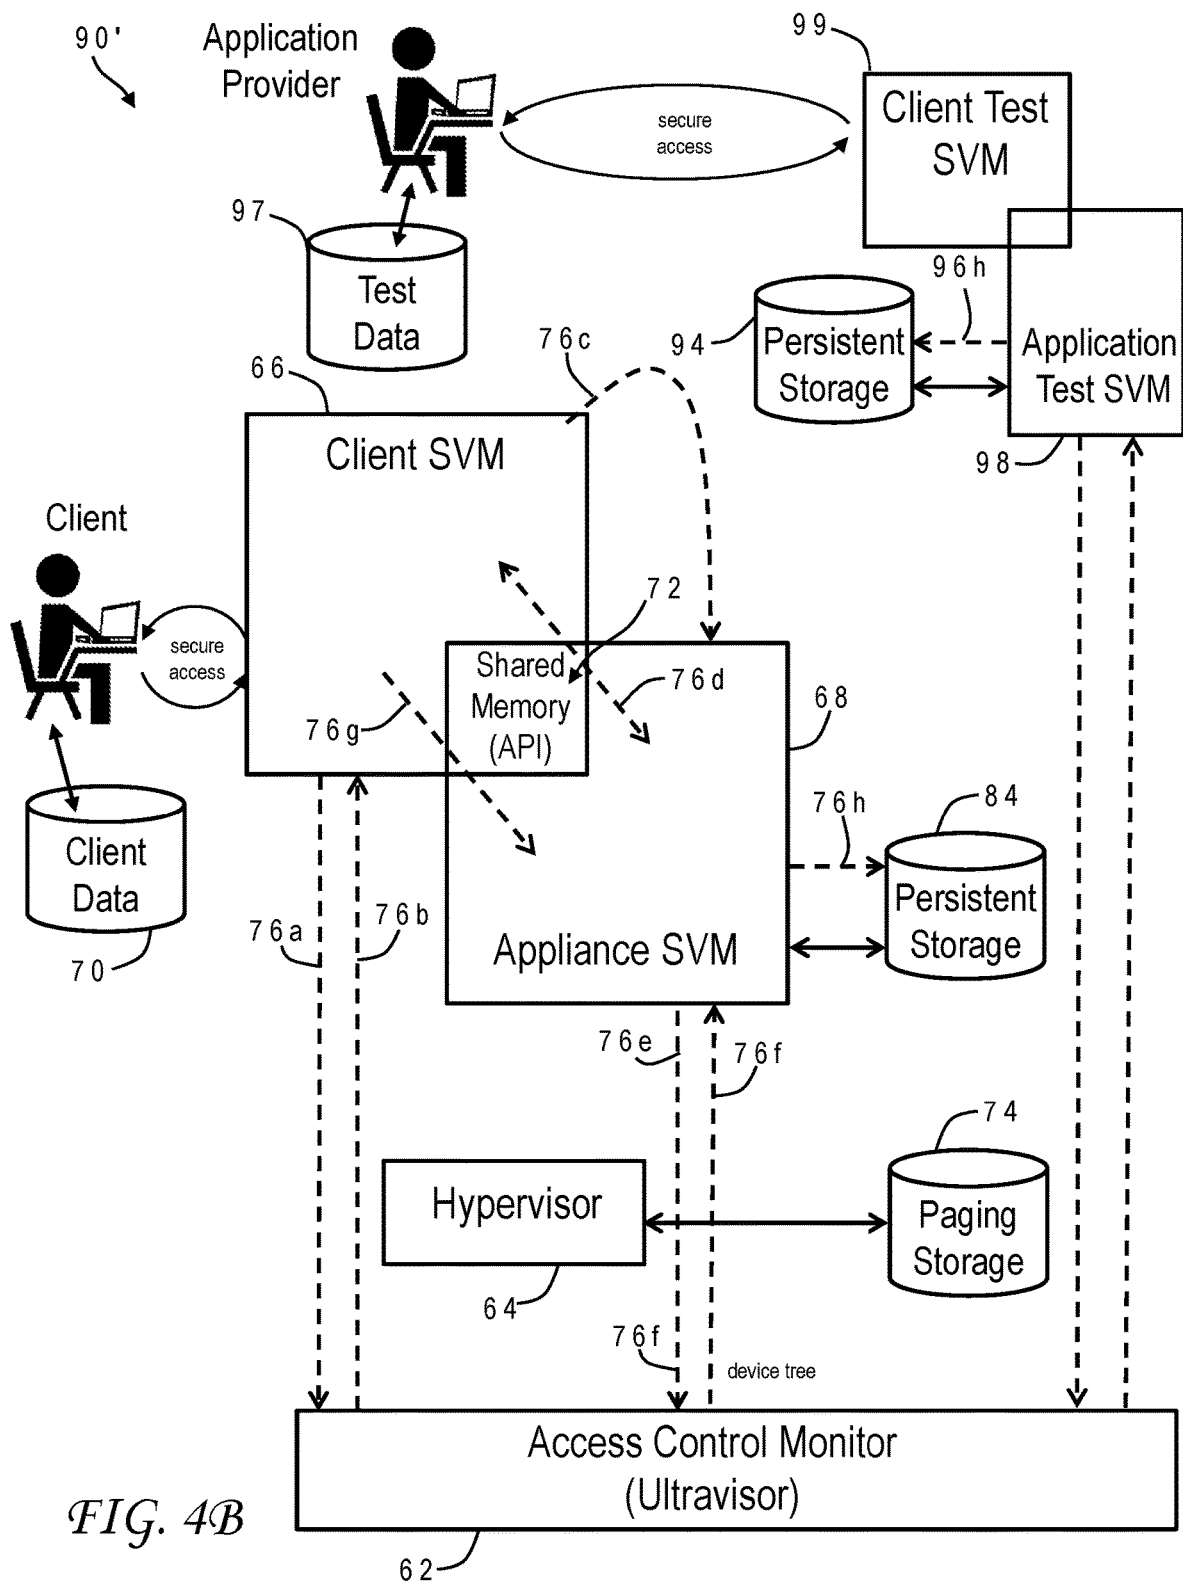 90'
Application
Provider
99
secure
access
Client Test
SVM
97
Test
Data
96h
94
Persistent
Storage
Application
Test SVM
98
76c
66
Client SVM
Client
secure
access
72
Shared
Memory
(API)
76d
76g
68
Client
Data
70
76a
76b
76h
84
Persistent
Storage
Appliance SVM
76e
76f
74
Hypervisor
Paging
Storage
64
76f
device tree
Access Control Monitor
(Ultravisor)
FIG. 4B
62